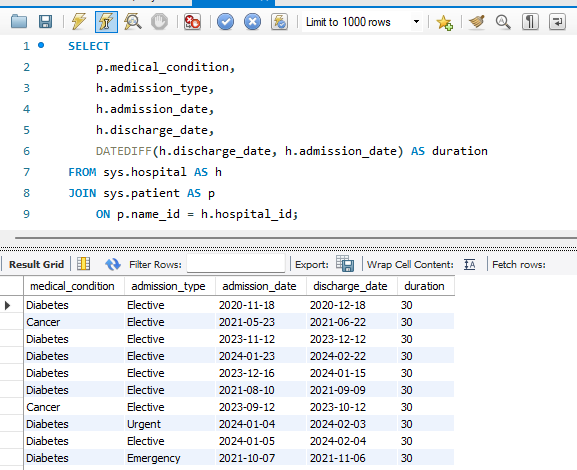 Limit to 1000 rows
1 SELECT
2 p.medical_condition,
3 h.admission_type,
4 h.admission_date,
5 h.discharge_date,
6 DATEDIFF(h.discharge_date, h.admission_date) AS duration
7 FROM sys.hospital AS h
8 JOIN sys.patient AS p
9 ON p.name_id = h.hospital_id;
Result Grid Filter Rows: Export: Wrap Cell Content: IA Fetch rows:
medical_condition admission_type admission_date discharge_date duration
Diabetes Elective 2020-11-18 2020-12-18 30
Cancer Elective 2021-05-23 2021-06-22 30
Diabetes Elective 2023-11-12 2023-12-12 30
Diabetes Elective 2024-01-23 2024-02-22 30
Diabetes Elective 2023-12-16 2024-01-15 30
Diabetes Elective 2021-08-10 2021-09-09 30
Cancer Elective 2023-09-12 2023-10-12 30
Diabetes Urgent 2024-01-04 2024-02-03 30
Diabetes Elective 2024-01-05 2024-02-04 30
Diabetes Emergency 2021-10-07 2021-11-06 30